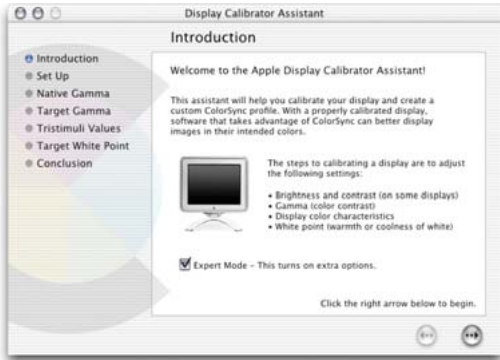 Display Calibrator Assistant
Introduction
Introduction
Set Up
Native Gamma
Target Gamma
Tristimuli Values
Target White Point
Conclusion
Welcome to the Apple Display Calibrator Assistant!
This assistant will help you calibrate your display and create a
custom ColorSync profile. With a properly calibrated display,
software that takes advantage of ColorSync can better display
images in their intended colors.
The steps to calibrating a display are to adjust
the following settings:
• Brightness and contrast (on some displays)
• Gamma (color contrast)
• Display color characteristics
• White point (warmth or coolness of white)
Expert Mode – This turns on extra options.
Click the right arrow below to begin.